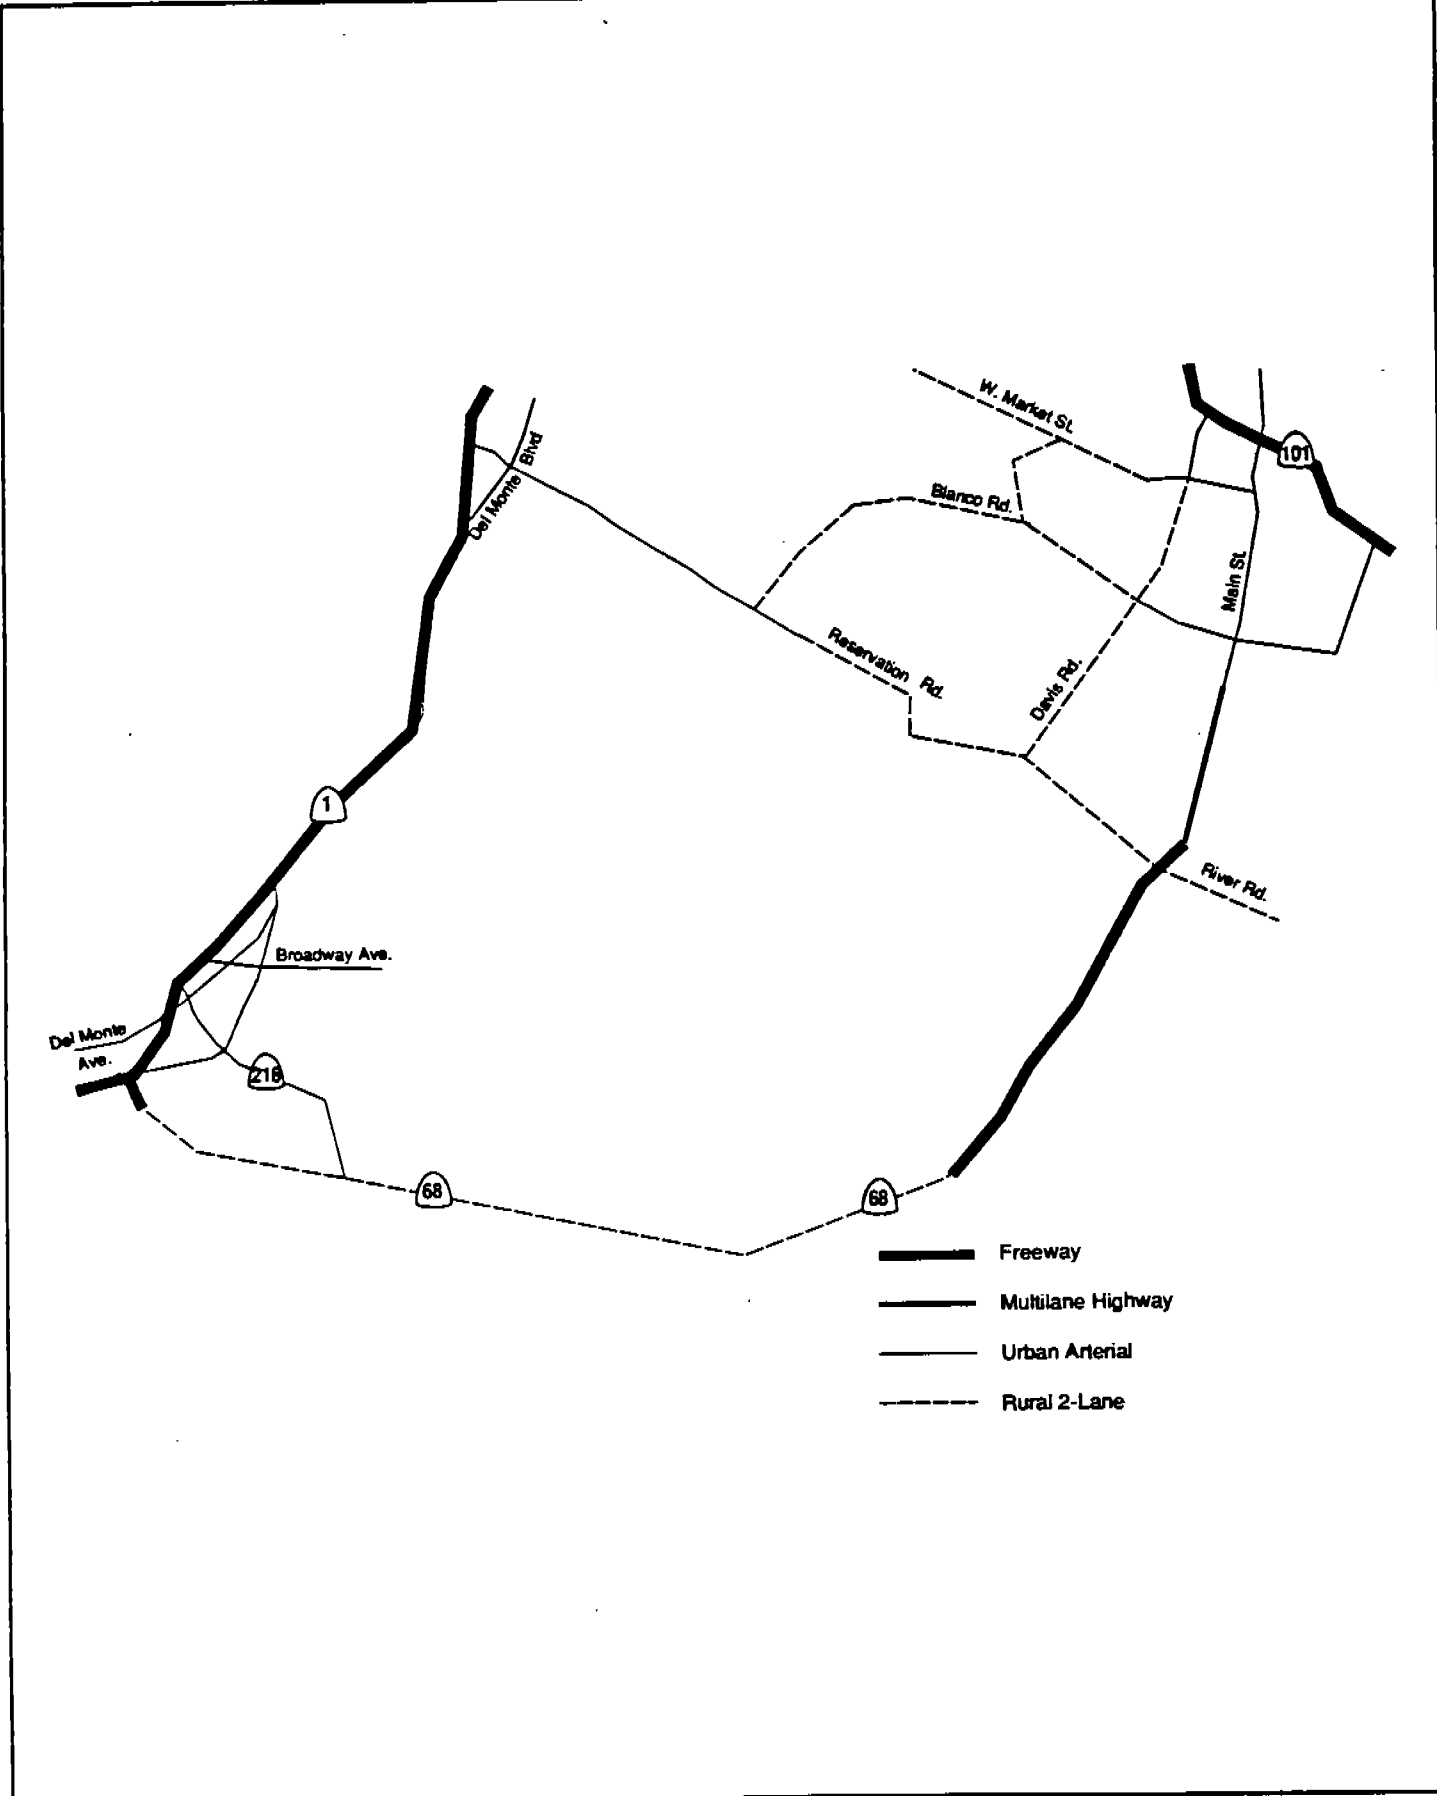 W. Market St.
101
Del Monte Blvd
Blanco Rd.
Main St.
Reservation Rd.
Davis Rd.
1
River Rd.
Broadway Ave.
Del Monte
Ave.
218
68
68
Freeway
Multilane Highway
Urban Arterial
Rural 2-Lane